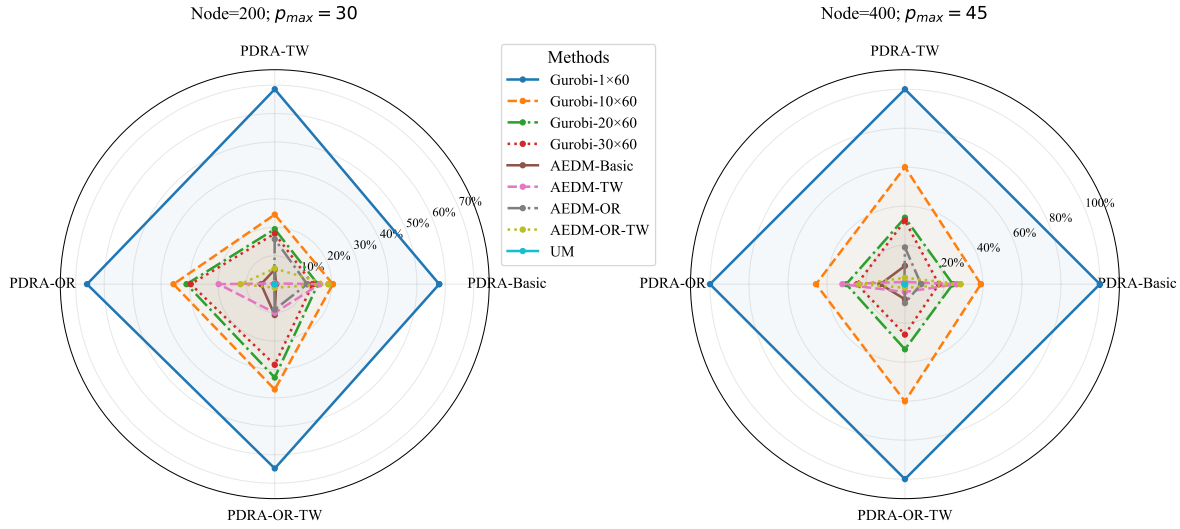 Node=200; p_max = 30
PDRA-TW
PDRA-OR
PDRA-Basic
PDRA-OR-TW
10%
20%
30%
40%
50%
60%
70%
Methods
Gurobi-1×60
Gurobi-10×60
Gurobi-20×60
Gurobi-30×60
AEDM-Basic
AEDM-TW
AEDM-OR
AEDM-OR-TW
UM
Node=400; p_max = 45
PDRA-TW
PDRA-OR
PDRA-Basic
PDRA-OR-TW
20%
40%
60%
80%
100%